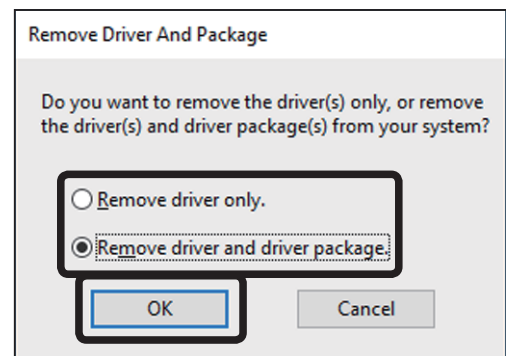 Remove Driver And Package
Do you want to remove the driver(s) only, or remove
the driver(s) and driver package(s) from your system?
Remove driver only.
Remove driver and driver package.
OK Cancel